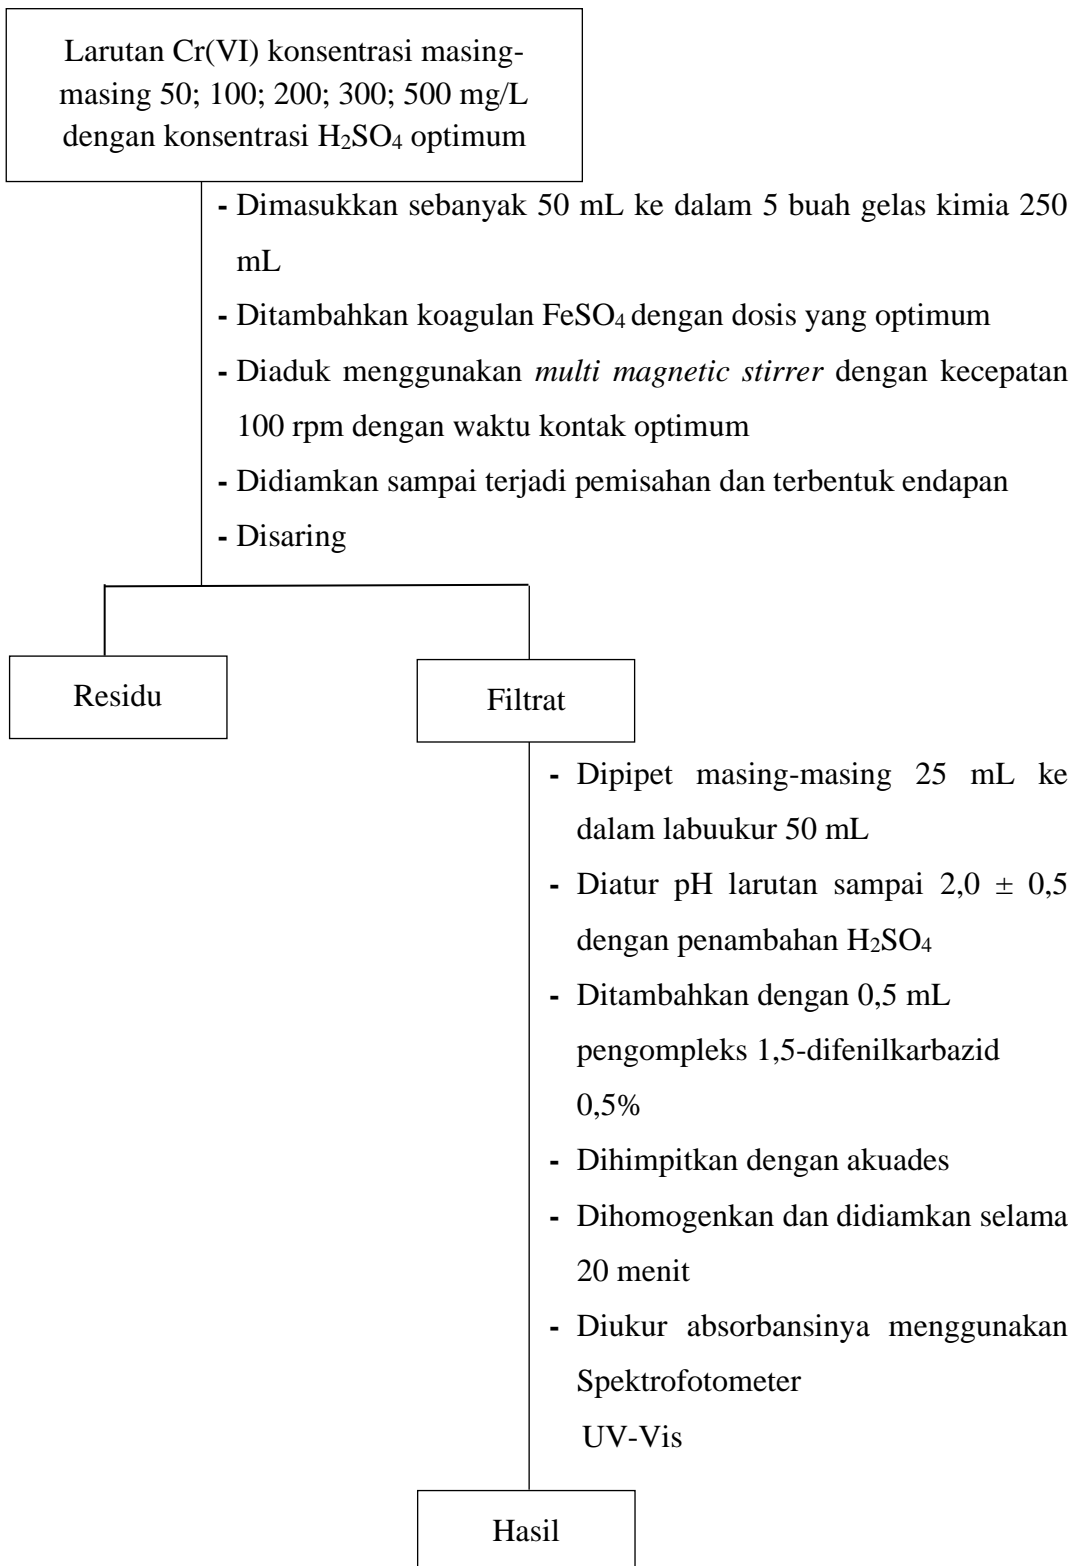 Larutan Cr(VI) konsentrasi masing-
masing 50; 100; 200; 300; 500 mg/L
dengan konsentrasi H₂SO₄ optimum
- Dimasukkan sebanyak 50 mL ke dalam 5 buah gelas kimia 250
mL
- Ditambahkan koagulan FeSO₄ dengan dosis yang optimum
- Diaduk menggunakan multi magnetic stirrer dengan kecepatan
100 rpm dengan waktu kontak optimum
- Didiamkan sampai terjadi pemisahan dan terbentuk endapan
- Disaring
Residu
Filtrat
- Dipipet masing-masing 25 mL ke
dalam labuukur 50 mL
- Diatur pH larutan sampai 2,0 ± 0,5
dengan penambahan H₂SO₄
- Ditambahkan dengan 0,5 mL
pengompleks 1,5-difenilkarbazid
0,5%
- Dihimpitkan dengan akuades
- Dihomogenkan dan didiamkan selama
20 menit
- Diukur absorbansinya menggunakan
Spektrofotometer
UV-Vis
Hasil